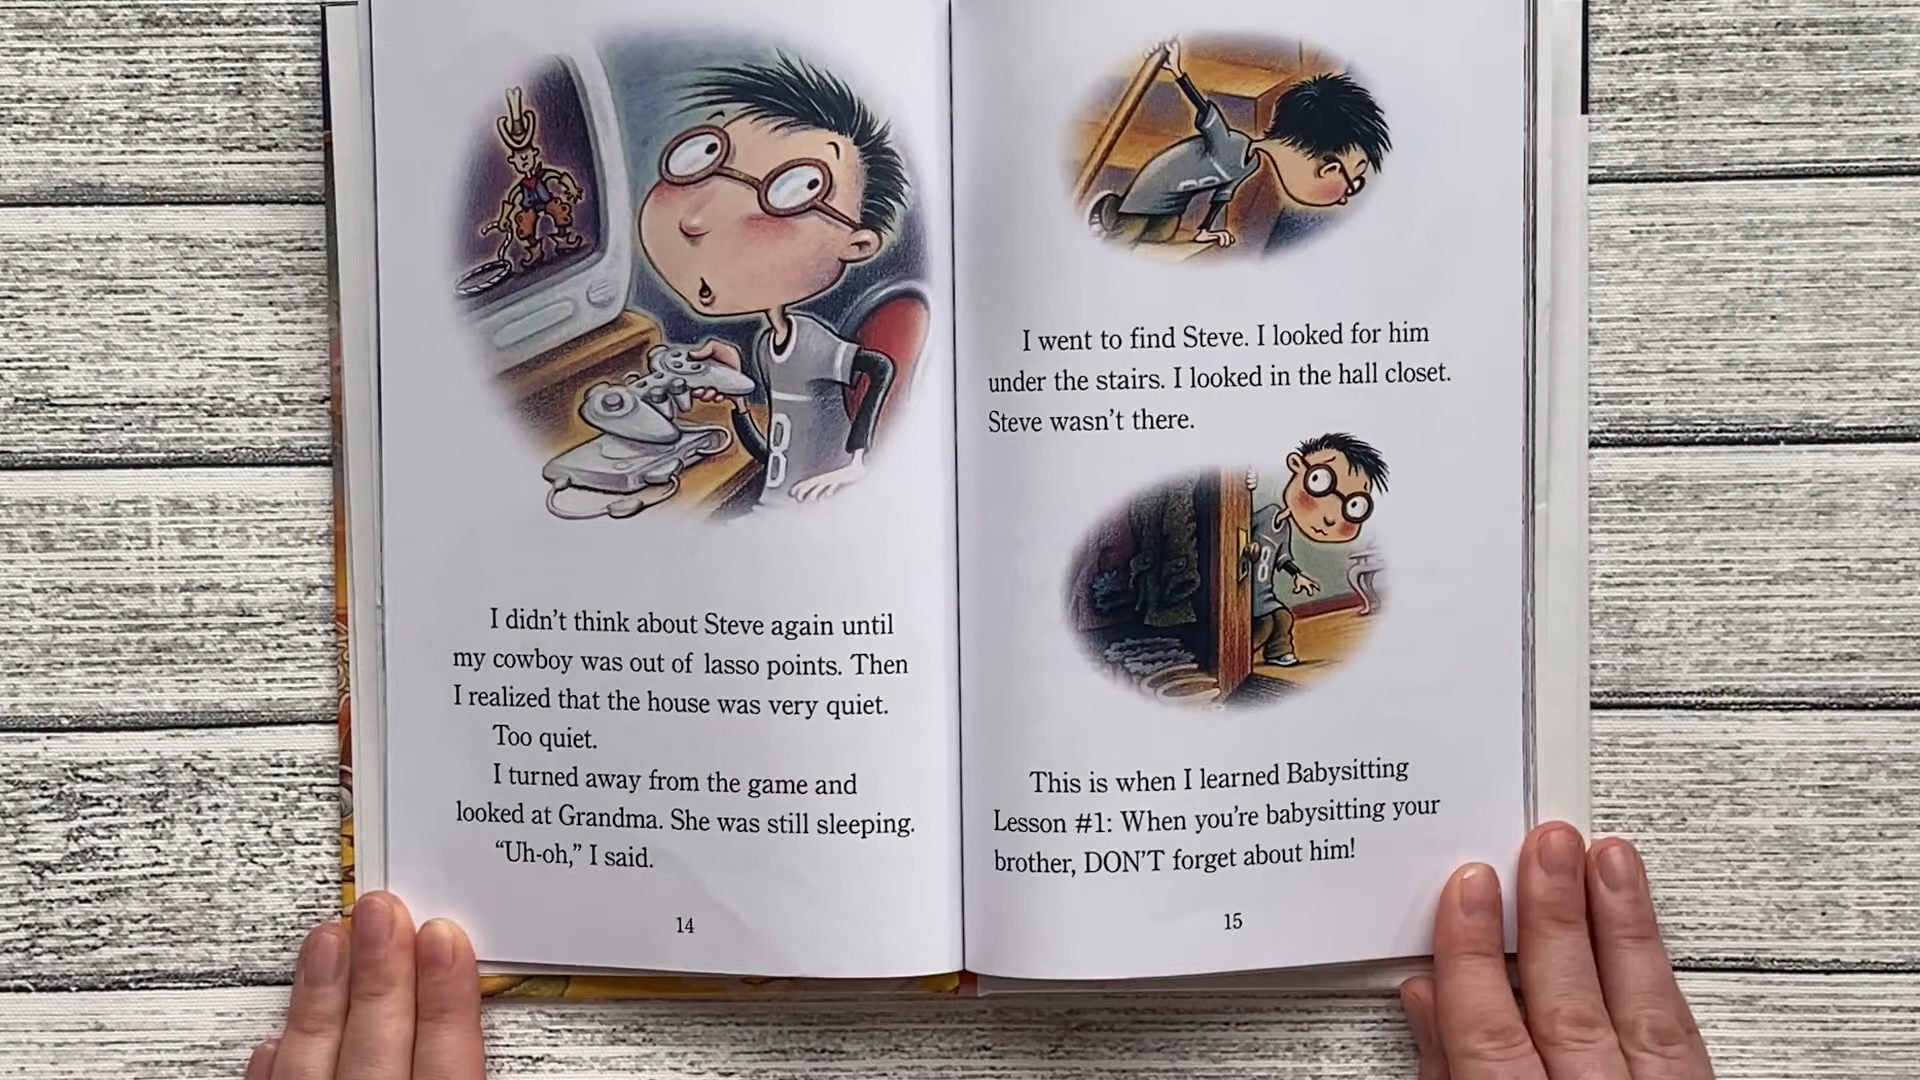 I didn't think about Steve again until
my cowboy was out of lasso points. Then
I realized that the house was very quiet.
Too quiet.
I turned away from the game and
looked at Grandma. She was still sleeping.
“Uh-oh,” I said.
14
I went to find Steve. I looked for him
under the stairs. I looked in the hall closet.
Steve wasn't there.
This is when I learned Babysitting
Lesson #1: When you're babysitting your
brother, DON'T forget about him!
15
8
8